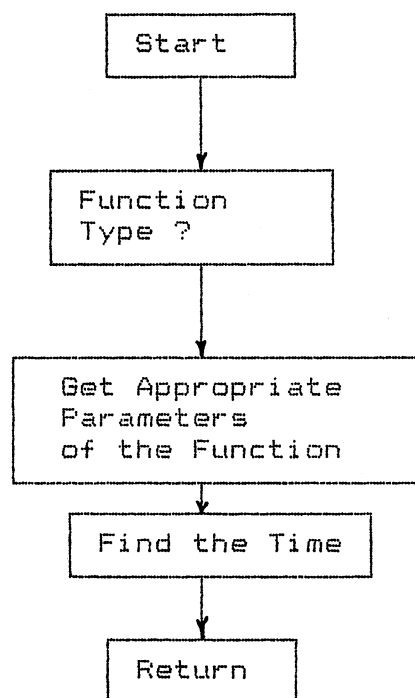 Start
Function
Type ?
Get Appropriate
Parameters
of the Function
Find the Time
Return